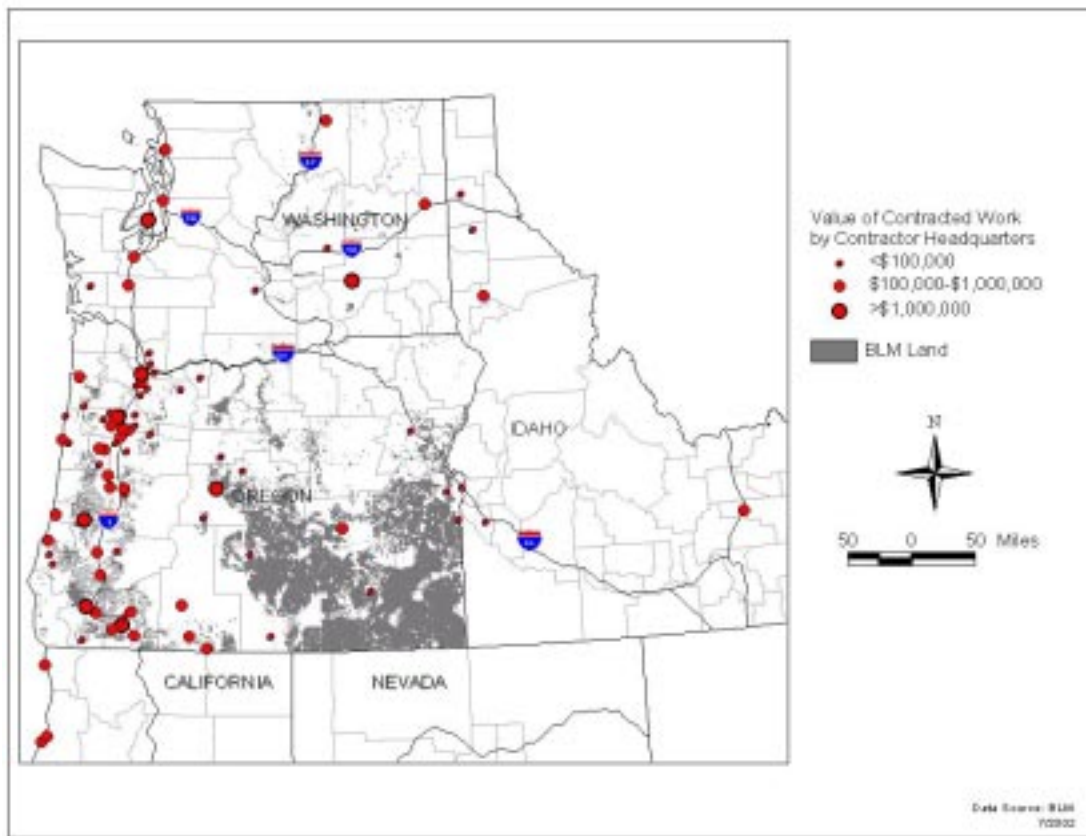 WASHINGTON
OREGON
IDAHO
CALIFORNIA
NEVADA
Value of Contracted Work
by Contractor Headquarters
<$100,000
$100,000-$1,000,000
>$1,000,000
BLM Land
N
50 0 50 Miles
Data Source: BLM